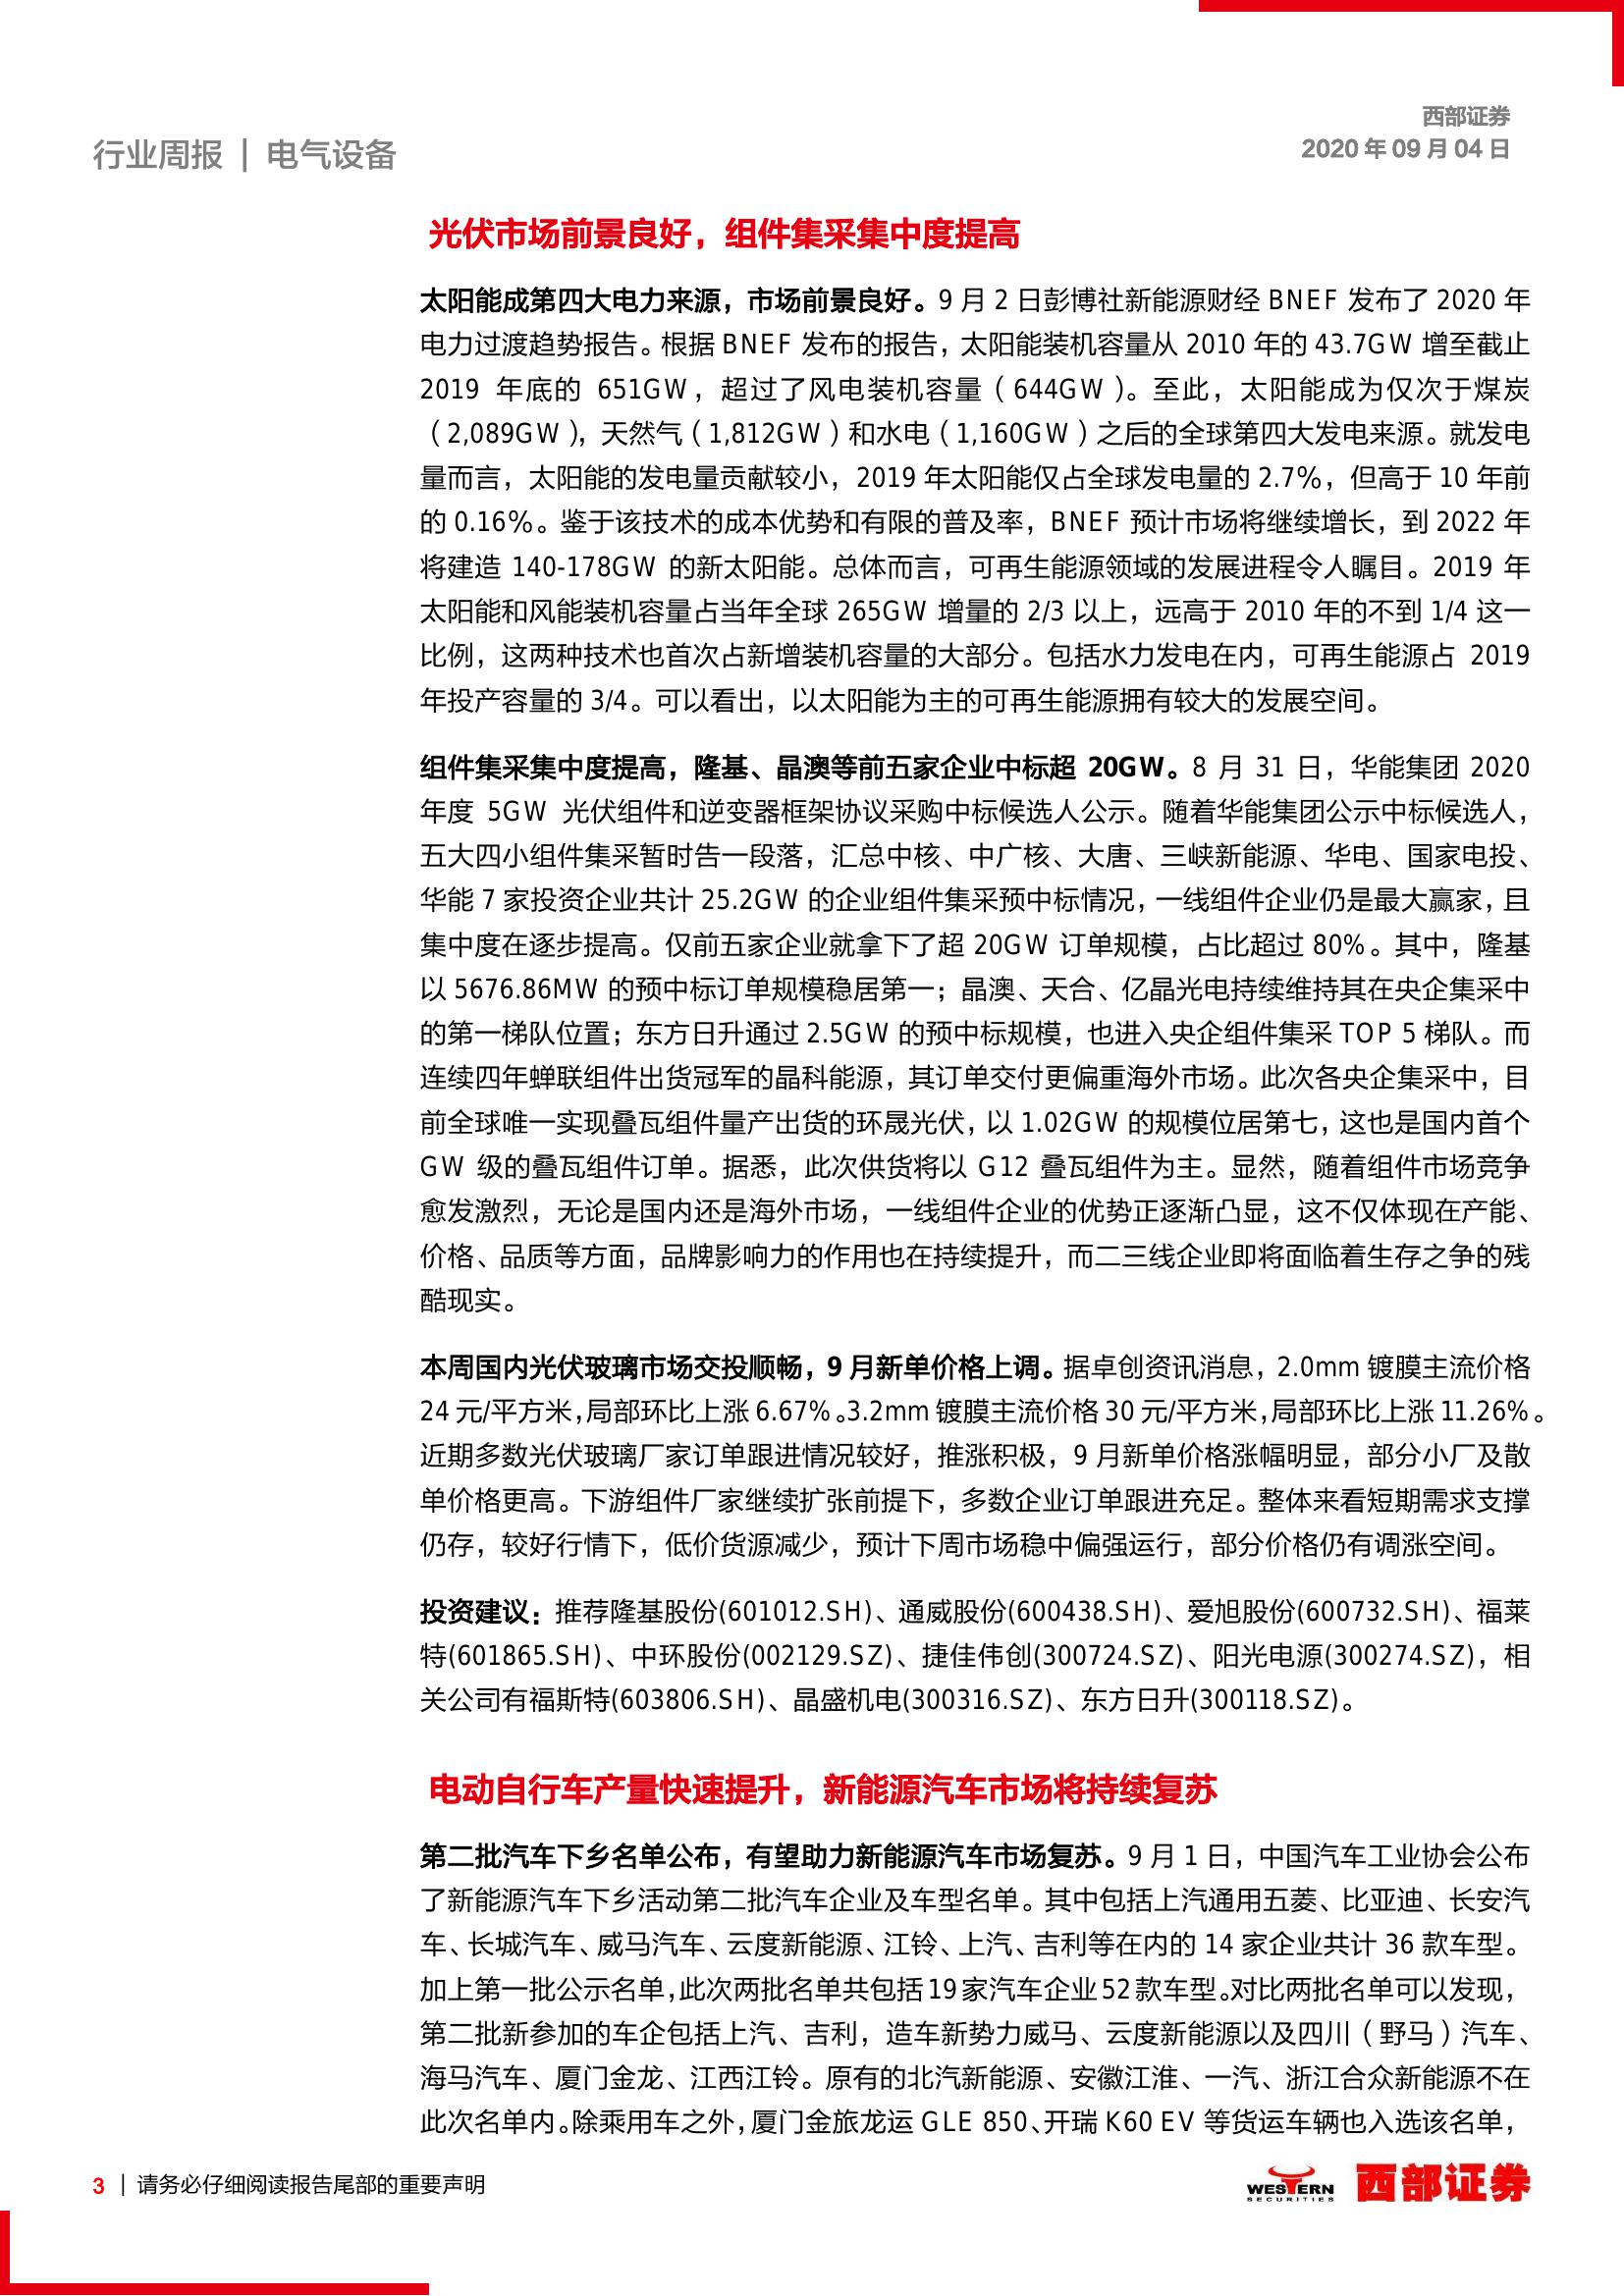 西部证券
行业周报 | 电气设备
2020 年 09 月 04 日
光伏市场前景良好，组件集采集中度提高
太阳能成第四大电力来源，市场前景良好。9 月 2 日彭博社新能源财经 BNEF 发布了 2020 年
电力过渡趋势报告。根据 BNEF 发布的报告，太阳能装机容量从 2010 年的 43.7GW 增至截止
2019 年底的 651GW，超过了风电装机容量（644GW）。至此，太阳能成为仅次于煤炭
（2,089GW），天然气（1,812GW）和水电（1,160GW）之后的全球第四大发电来源。就发电
量而言，太阳能的发电量贡献较小，2019 年太阳能仅占全球发电量的 2.7%，但高于 10 年前
的 0.16%。鉴于该技术的成本优势和有限的普及率，BNEF 预计市场将继续增长，到 2022 年
将建造 140-178GW 的新太阳能。总体而言，可再生能源领域的发展进程令人瞩目。2019 年
太阳能和风能装机容量占当年全球 265GW 增量的 2/3 以上，远高于 2010 年的不到 1/4 这一
比例，这两种技术也首次占新增装机容量的大部分。包括水力发电在内，可再生能源占 2019
年投产容量的 3/4。可以看出，以太阳能为主的可再生能源拥有较大的发展空间。
组件集采集中度提高，隆基、晶澳等前五家企业中标超 20GW。8 月 31 日，华能集团 2020
年度 5GW 光伏组件和逆变器框架协议采购中标候选人公示。随着华能集团公示中标候选人，
五大四小组件集采暂时告一段落，汇总中核、中广核、大唐、三峡新能源、华电、国家电投、
华能 7 家投资企业共计 25.2GW 的企业组件集采预中标情况，一线组件企业仍是最大赢家，且
集中度在逐步提高。仅前五家企业就拿下了超 20GW 订单规模，占比超过 80%。其中，隆基
以 5676.86MW 的预中标订单规模稳居第一；晶澳、天合、亿晶光电持续维持其在央企集采中
的第一梯队位置；东方日升通过 2.5GW 的预中标规模，也进入央企组件集采 TOP 5 梯队。而
连续四年蝉联组件出货冠军的晶科能源，其订单交付更偏重海外市场。此次各央企集采中，目
前全球唯一实现叠瓦组件量产出货的环晟光伏，以 1.02GW 的规模位居第七，这也是国内首个
GW 级的叠瓦组件订单。据悉，此次供货将以 G12 叠瓦组件为主。显然，随着组件市场竞争
愈发激烈，无论是国内还是海外市场，一线组件企业的优势正逐渐凸显，这不仅体现在产能、
价格、品质等方面，品牌影响力的作用也在持续提升，而二三线企业即将面临着生存之争的残
酷现实。
本周国内光伏玻璃市场交投顺畅，9 月新单价格上调。据卓创资讯消息，2.0mm 镀膜主流价格
24 元/平方米，局部环比上涨 6.67%。3.2mm 镀膜主流价格 30 元/平方米，局部环比上涨 11.26%。
近期多数光伏玻璃厂家订单跟进情况较好，推涨积极，9 月新单价格涨幅明显，部分小厂及散
单价格更高。下游组件厂家继续扩张前提下，多数企业订单跟进充足。整体来看短期需求支撑
仍存，较好行情下，低价货源减少，预计下周市场稳中偏强运行，部分价格仍有调涨空间。
投资建议：推荐隆基股份(601012.SH)、通威股份(600438.SH)、爱旭股份(600732.SH)、福莱
特(601865.SH)、中环股份(002129.SZ)、捷佳伟创(300724.SZ)、阳光电源(300274.SZ)，相
关公司有福斯特(603806.SH)、晶盛机电(300316.SZ)、东方日升(300118.SZ)。
电动自行车产量快速提升，新能源汽车市场将持续复苏
第二批汽车下乡名单公布，有望助力新能源汽车市场复苏。9 月 1 日，中国汽车工业协会公布
了新能源汽车下乡活动第二批汽车企业及车型名单。其中包括上汽通用五菱、比亚迪、长安汽
车、长城汽车、威马汽车、云度新能源、江铃、上汽、吉利等在内的 14 家企业共计 36 款车型。
加上第一批公示名单，此次两批名单共包括 19 家汽车企业 52 款车型。对比两批名单可以发现，
第二批新参加的车企包括上汽、吉利，造车新势力威马、云度新能源以及四川（野马）汽车、
海马汽车、厦门金龙、江西江铃。原有的北汽新能源、安徽江淮、一汽、浙江合众新能源不在
此次名单内。除乘用车之外，厦门金旅龙运 GLE 850、开瑞 K60 EV 等货运车辆也入选该名单，
3 | 请务必仔细阅读报告尾部的重要声明
WESTERN
SECURITIES
西部证券